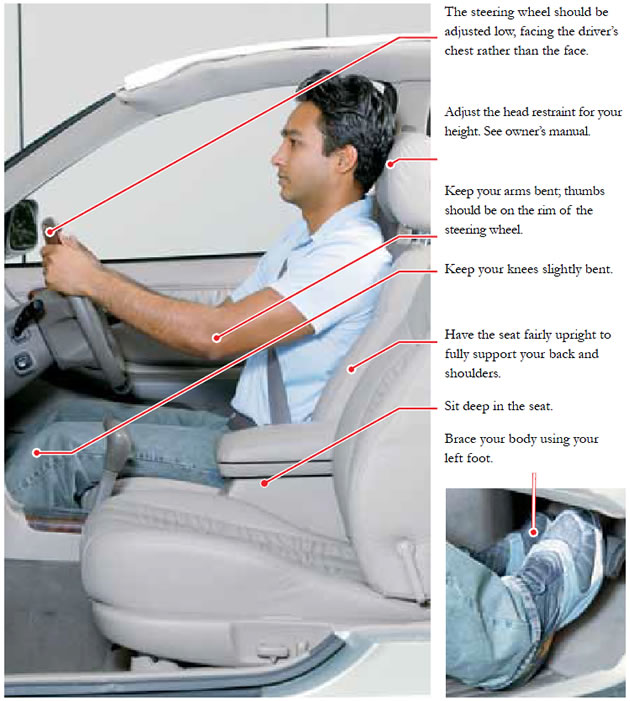 The steering wheel should be
adjusted low, facing the driver's
chest rather than the face.
Adjust the head restraint for your
height. See owner's manual.
Keep your arms bent; thumbs
should be on the rim of the
steering wheel.
Keep your knees slightly bent.
Have the seat fairly upright to
fully support your back and
shoulders.
Sit deep in the seat.
Brace your body using your
left foot.